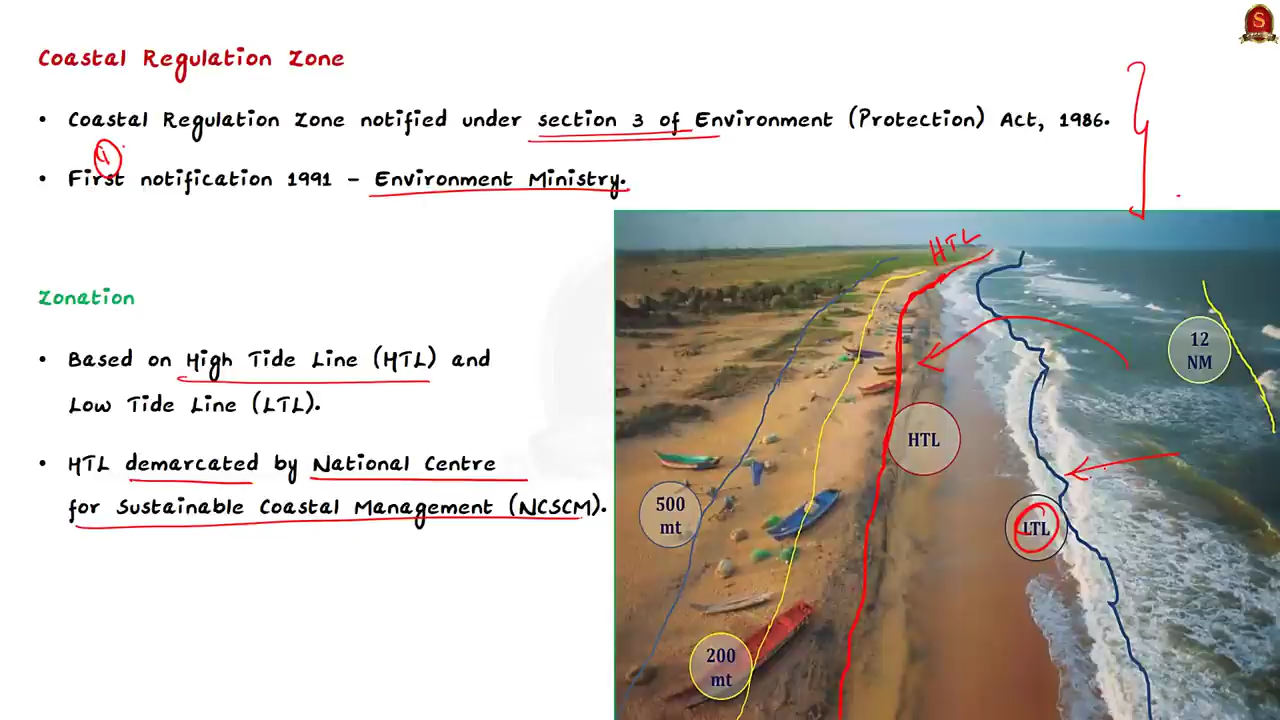 S
Coastal Regulation Zone
• Coastal Regulation Zone notified under section 3 of Environment (Protection) Act, 1986.
• First notification 1991 – Environment Ministry.
HTL
Zonation
• Based on High Tide Line (HTL) and
Low Tide Line (LTL).
• HTL demarcated by National Centre
for Sustainable Coastal Management (NCSCM).
12
NM
HTL
500
mt
LTL
200
mt